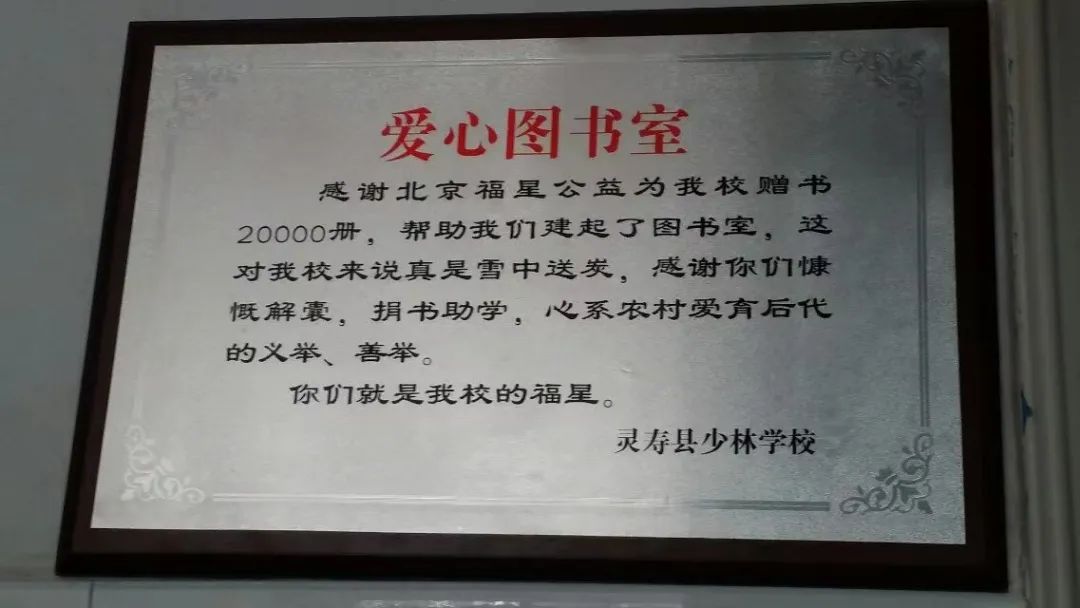 爱心图书室
感谢北京福星公益为我校赠书
20000册，帮助我们建起了图书室，这
对我校来说真是雪中送炭，感谢你们慷
慨解囊，捐书助学，心系农村爱育后代
的义举、善举。
你们就是我校的福星。
灵寿县少林学校